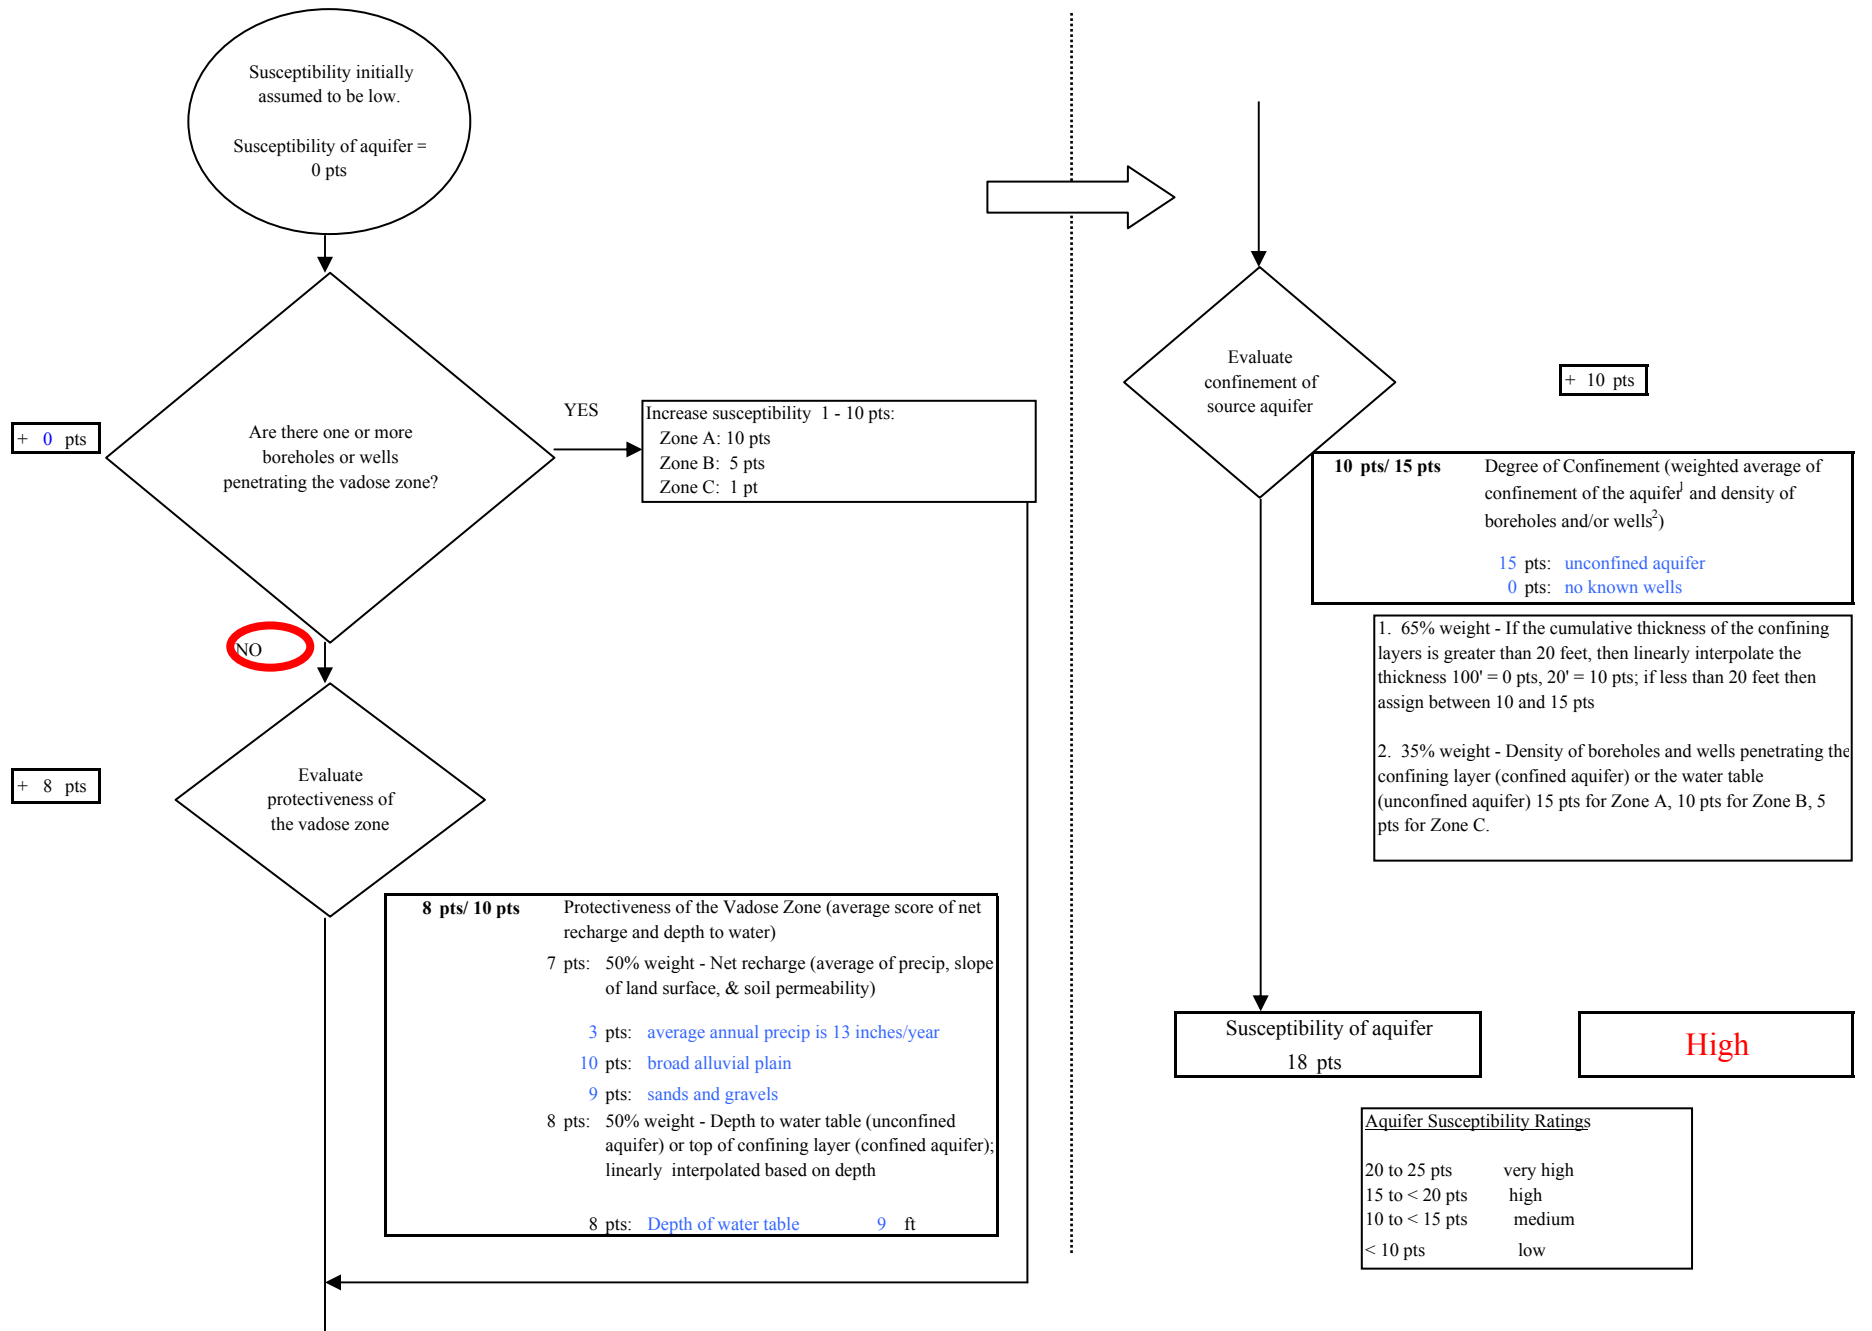 Susceptibility initially
assumed to be low.
Susceptibility of aquifer =
0 pts
+ 0 pts
Are there one or more
boreholes or wells
penetrating the vadose zone?
YES
Increase susceptibility 1 - 10 pts:
Zone A: 10 pts
Zone B: 5 pts
Zone C: 1 pt
NO
+ 8 pts
Evaluate
protectiveness of
the vadose zone
8 pts/ 10 pts Protectiveness of the Vadose Zone (average score of net
recharge and depth to water)
7 pts: 50% weight - Net recharge (average of precip, slope
of land surface, & soil permeability)
3 pts: average annual precip is 13 inches/year
10 pts: broad alluvial plain
9 pts: sands and gravels
8 pts: 50% weight - Depth to water table (unconfined
aquifer) or top of confining layer (confined aquifer);
linearly interpolated based on depth
8 pts: Depth of water table 9 ft
Evaluate
confinement of
source aquifer
+ 10 pts
10 pts/ 15 pts Degree of Confinement (weighted average of
confinement of the aquifer1 and density of
boreholes and/or wells2)
15 pts: unconfined aquifer
0 pts: no known wells
1. 65% weight - If the cumulative thickness of the confining
layers is greater than 20 feet, then linearly interpolate the
thickness 100' = 0 pts, 20' = 10 pts; if less than 20 feet then
assign between 10 and 15 pts
2. 35% weight - Density of boreholes and wells penetrating the
confining layer (confined aquifer) or the water table
(unconfined aquifer) 15 pts for Zone A, 10 pts for Zone B, 5
pts for Zone C.
Susceptibility of aquifer
18 pts
High
Aquifer Susceptibility Ratings
20 to 25 pts very high
15 to < 20 pts high
10 to < 15 pts medium
< 10 pts low